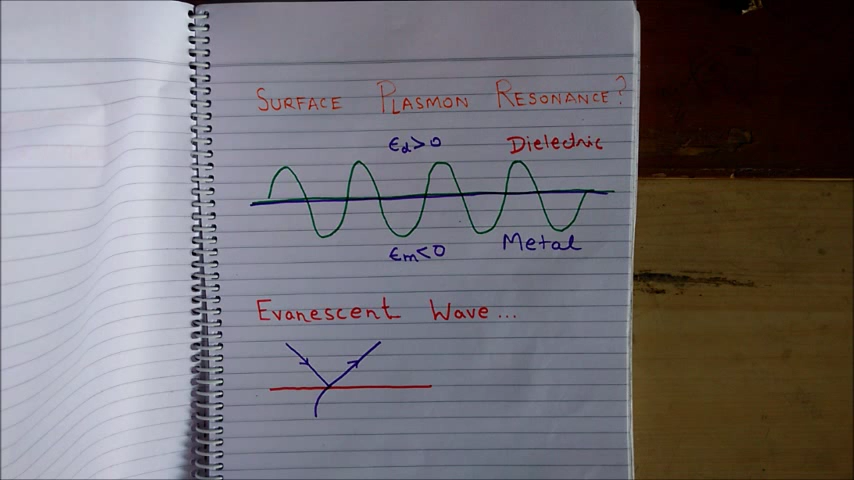 SURFACE PLASMON RESONANCE?
ϵd>0 Dielectric
ϵm<0 Metal
Evanescent Wave...